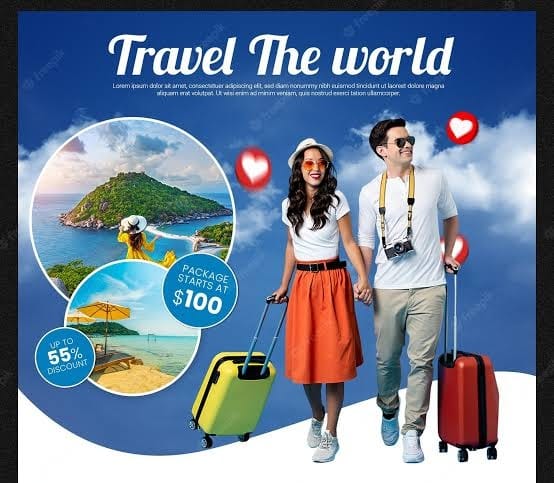 Travel The world
Lorem ipsum dolor sit amet, consectetuer adipiscing elit, sed diam nonummy nibh euismod tincidunt ut laoreet dolore magna
aliquam erat volutpat. Ut wisi enim ad minim veniam, quis nostrud exerci tation ullamcorper.
PACKAGE
STARTS AT
$100
UP TO
55%
DISCOUNT